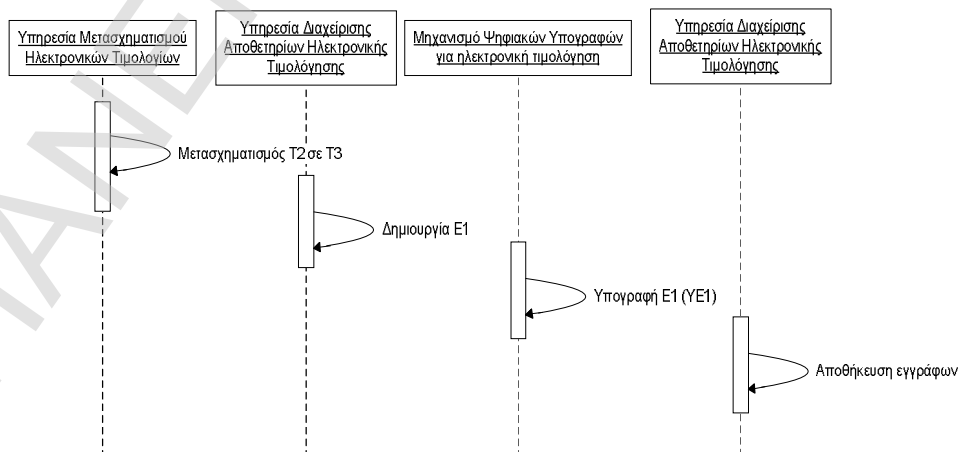 Υπηρεσία Μετασχηματισμού
Ηλεκτρονικών Τιμολογίων
Υπηρεσία Διαχείρισης
Αποθετηρίων Ηλεκτρονικής
Τιμολόγησης
Μηχανισμό Ψηφιακών Υπογραφών
για ηλεκτρονική τιμολόγηση
Υπηρεσία Διαχείρισης
Αποθετηρίων Ηλεκτρονικής
Τιμολόγησης
Μετασχηματισμός Τ2 σε Τ3
Δημιουργία Ε1
Υπογραφή Ε1 (ΥΕ1)
Αποθήκευση εγγράφων